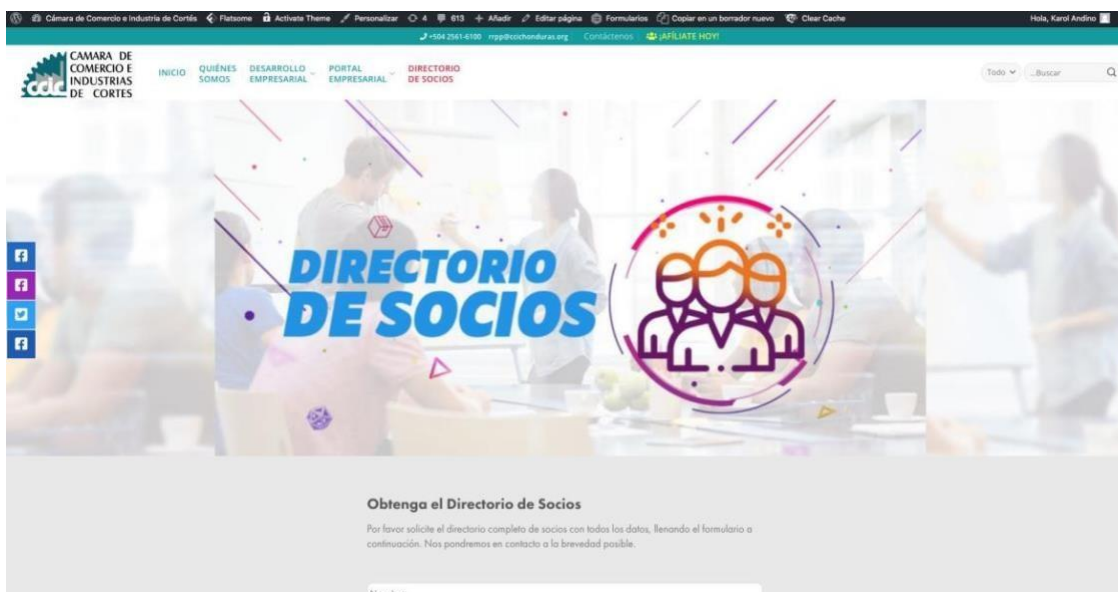 Cámara de Comercio e Industria de Cortés Flatsome Activate Theme Personalizar 4 613 + Añadir Editar página Formularios Copiar en un borrador nuevo Clear Cache Hola, Karol Andino
+504 2561-6100 rrpp@ccichonduras.org Contáctenos ¡AFÍLIATE HOY!
CAMARA DE
COMERCIO E
INDUSTRIAS
DE CORTES
ccic
INICIO
QUIÉNES
SOMOS
DESARROLLO
EMPRESARIAL
PORTAL
EMPRESARIAL
DIRECTORIO
DE SOCIOS
Todo
...Buscar
DIRECTORIO
DE SOCIOS
Obtenga el Directorio de Socios
Por favor solicite el directorio completo de socios con todos los datos, llenando el formulario a
continuación. Nos pondremos en contacto a la brevedad posible.